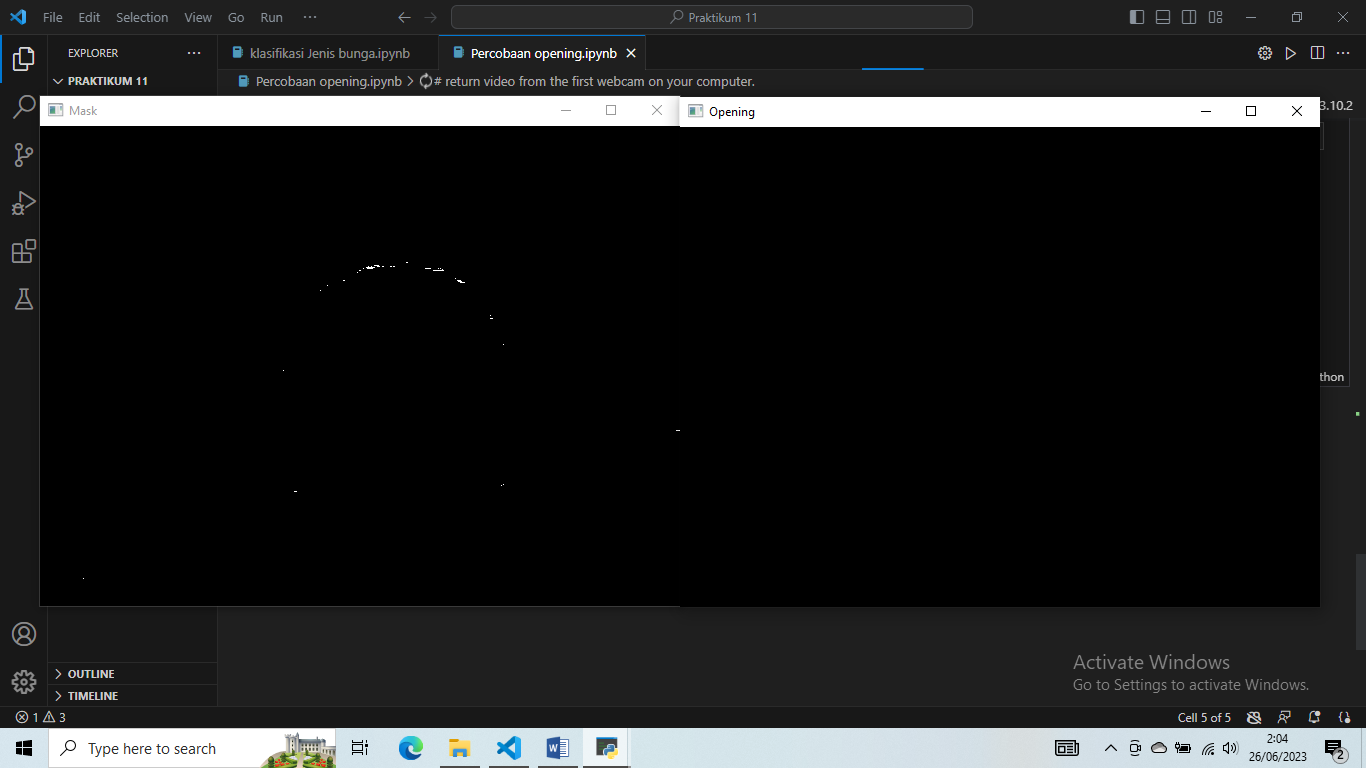 File Edit Selection View Go Run ··· Praktikum 11
EXPLORER ··· klasifikasi Jenis bunga.ipynb Percobaan opening.ipynb ···
PRAKTIKUM 11 Percobaan opening.ipynb > # return video from the first webcam on your computer.
3.10.2
Mask Opening
thon
Activate Windows
Go to Settings to activate Windows.
OUTLINE
TIMELINE
1 3 Cell 5 of 5
Type here to search
2:04
26/06/2023
2